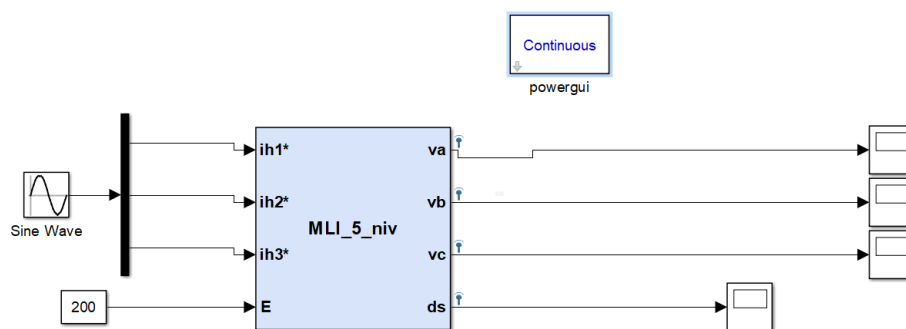 Continuous
powergui
ih1*
va
ih2*
vb
Sine Wave
MLI_5_niv
ih3*
vc
200
E
ds